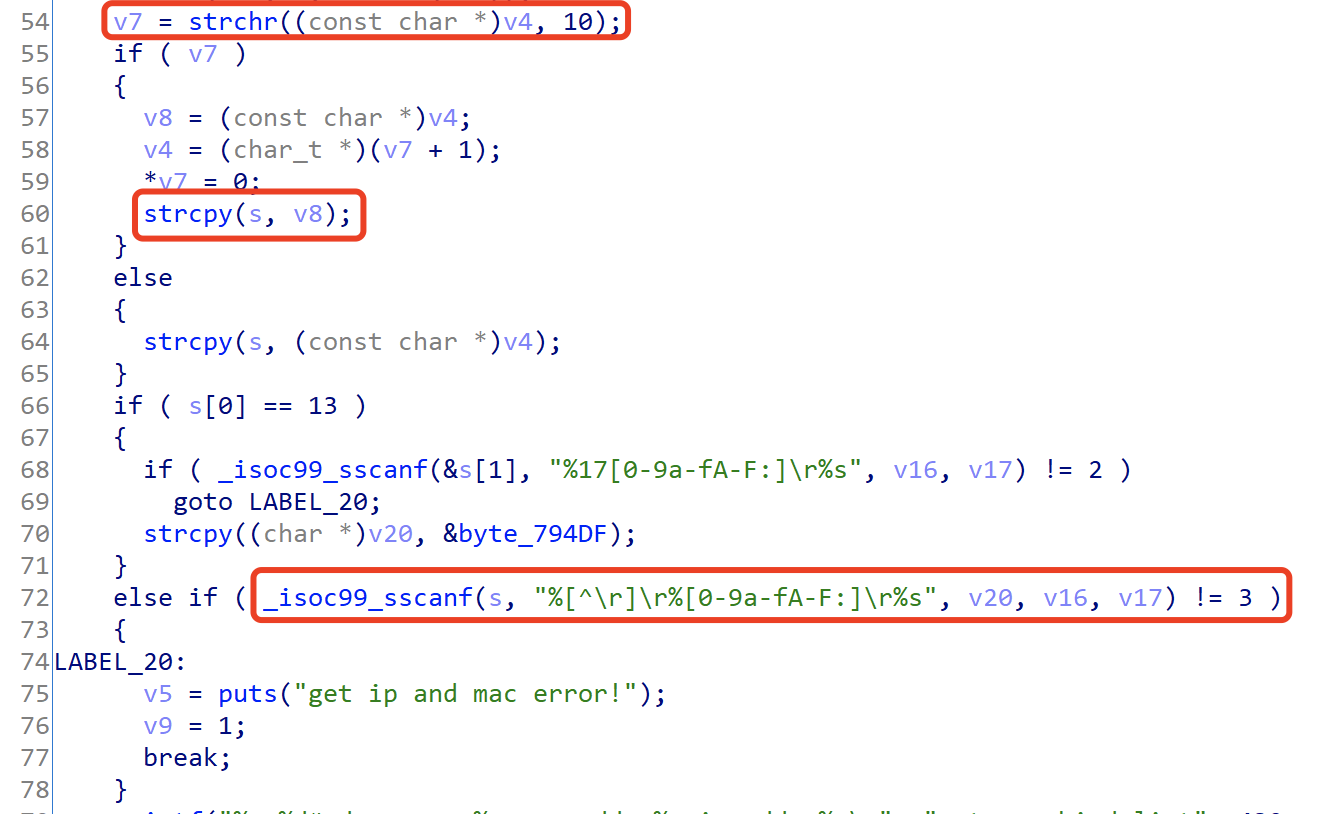 54 v7 = strchr((const char *)v4, 10);
55 if ( v7 )
56 {
57 v8 = (const char *)v4;
58 v4 = (char_t *)(v7 + 1);
59 *v7 = 0;
60 strcpy(s, v8);
61 }
62 else
63 {
64 strcpy(s, (const char *)v4);
65 }
66 if ( s[0] == 13 )
67 {
68 if ( _isoc99_sscanf(&s[1], "%17[0-9a-fA-F:]\r%s", v16, v17) != 2 )
69 goto LABEL_20;
70 strcpy((char *)v20, &byte_794DF);
71 }
72 else if ( _isoc99_sscanf(s, "%[^\r]\r%[0-9a-fA-F:]\r%s", v20, v16, v17) != 3 )
73 {
74 LABEL_20:
75 v5 = puts("get ip and mac error!");
76 v9 = 1;
77 break;
78 }